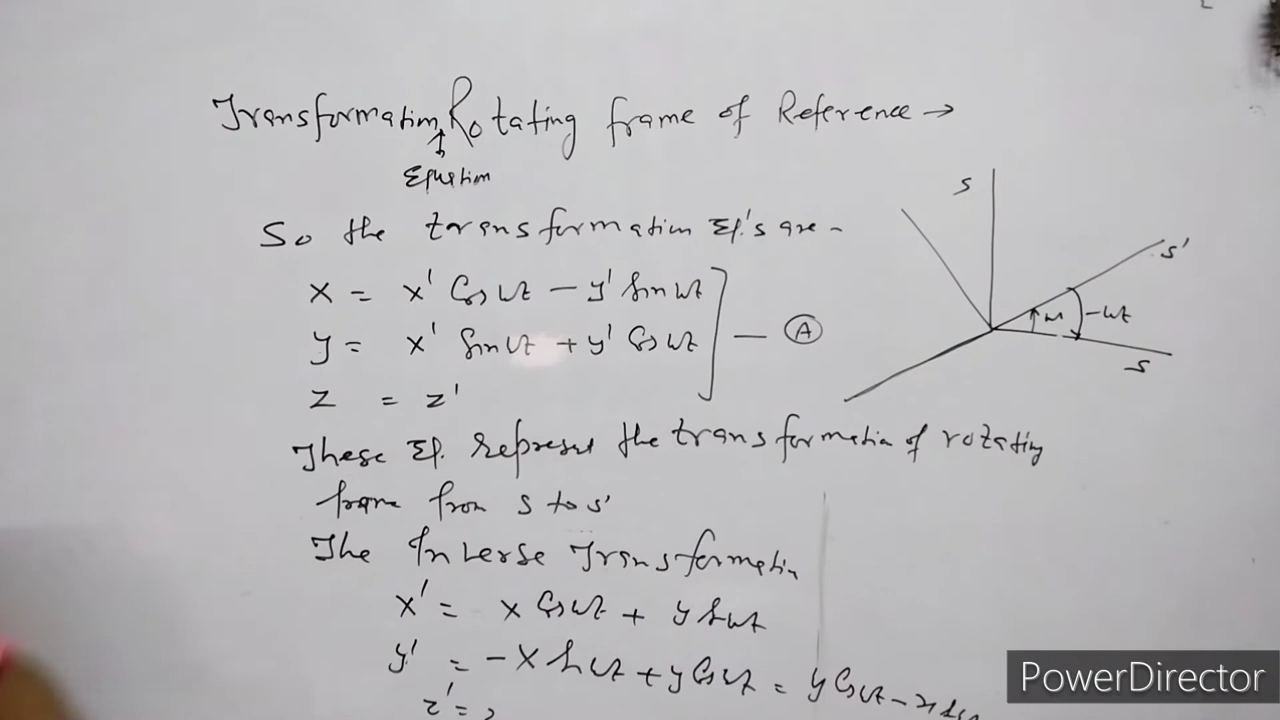 Transformation Rotating frame of Reference →
Equation
So the transformation Eq.'s are -
x = x' Cos ωt - y' Sin ωt
y = x' Sin ωt + y' Cos ωt
z = z'
— (A)
S
S'
ω
-ωt
S
These Eq. represent the transformation of rotating
frame from S to S'
The Inverse Transformation
x' = x Cos ωt + y Sin ωt
y' = -x Sin ωt + y Cos ωt = y Cos ωt - x
z' =
PowerDirector